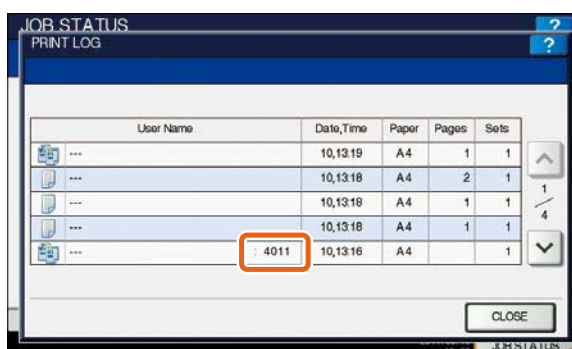 JOB STATUS ?
PRINT LOG ?
User Name Date,Time Paper Pages Sets
--- 10,13:19 A4 1 1
--- 10,13:18 A4 2 1
--- 10,13:18 A4 1 1
--- 10,13:18 A4 1 1
--- : 4011 10,13:16 A4 1
1
4
CLOSE
JOB STATUS